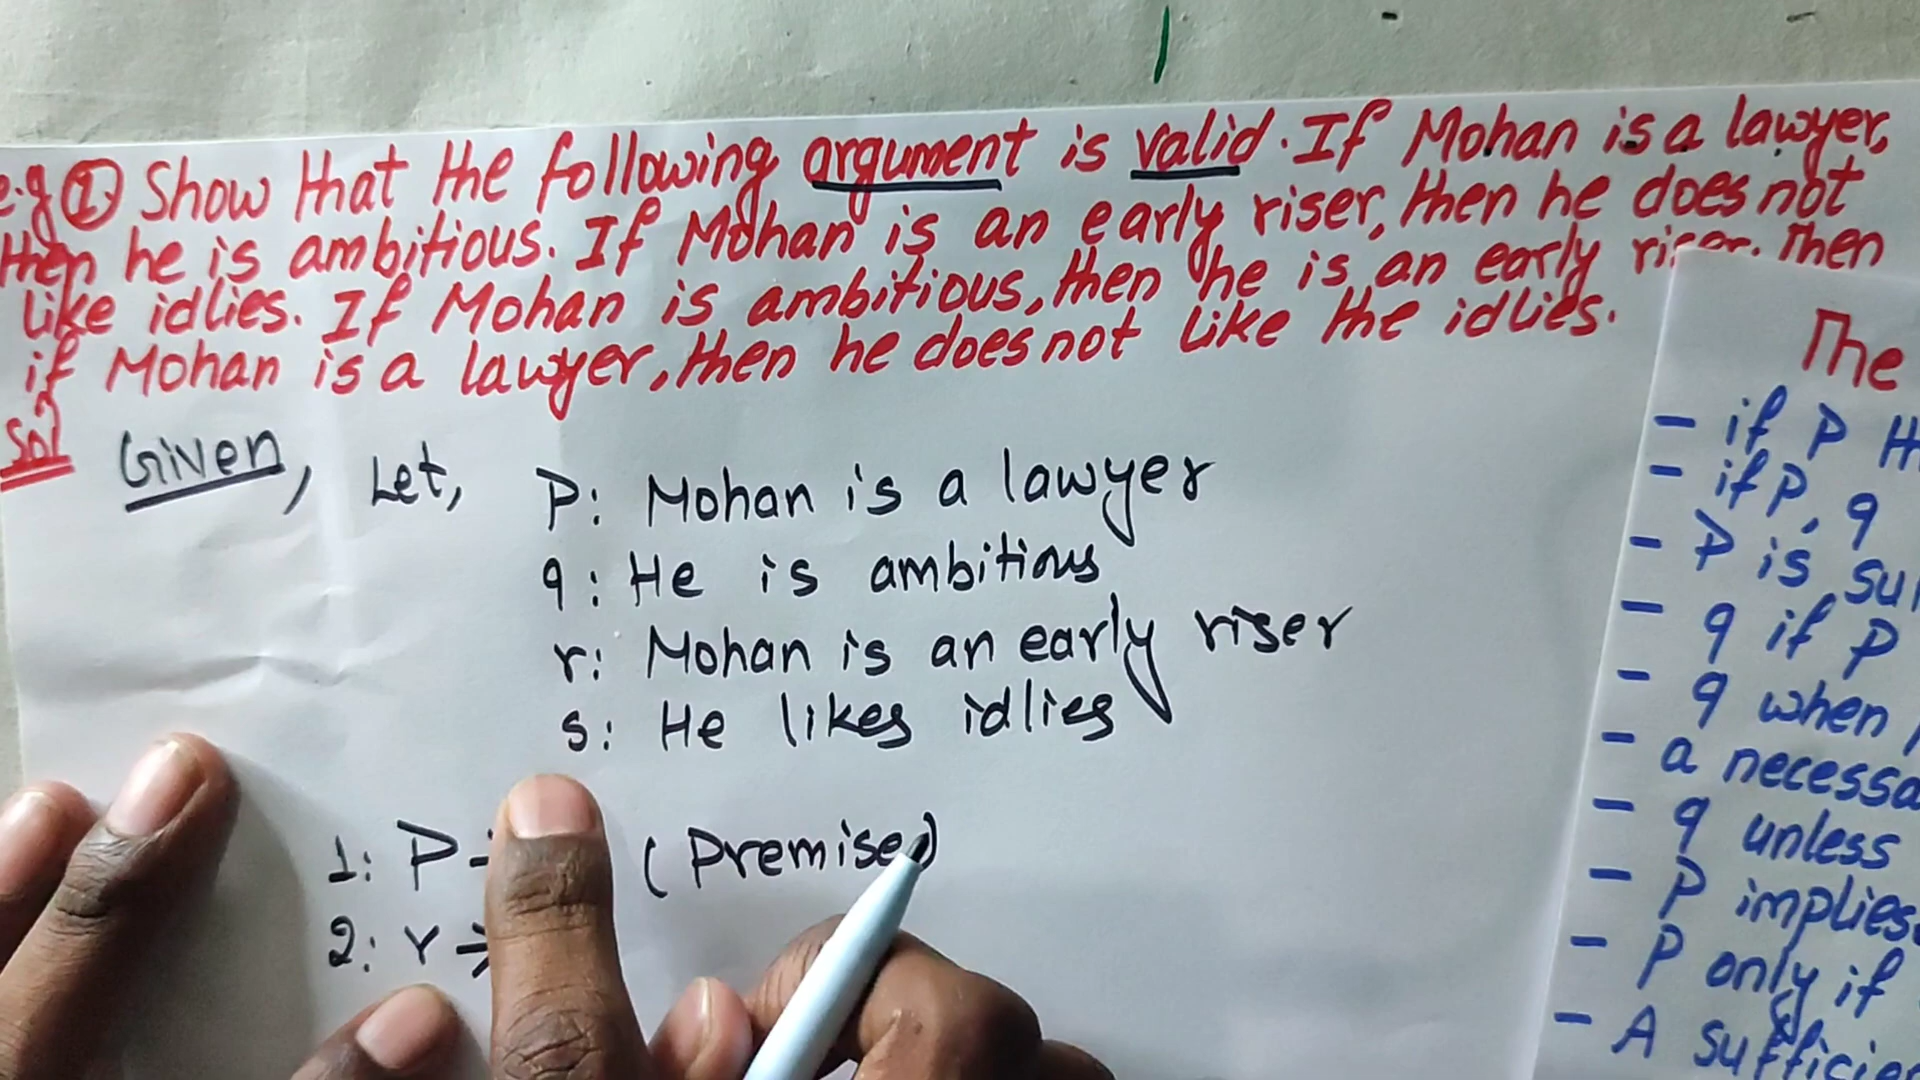 e.g ① Show that the following argument is valid. If Mohan is a lawyer,
then he is ambitious. If Mohan is an early riser, then he does not
like idlies. If Mohan is ambitious, then he is an early riser. Then
if Mohan is a lawyer, then he does not like the idlies.
Sol
Given, Let, P: Mohan is a lawyer
q: He is ambitious
r: Mohan is an early riser
s: He likes idlies
1: P (Premise)
2: r →
The
- if P
- if P, q
- P is
- q if P
- q when
- a
- q unless
- P implies
- P only if
- A